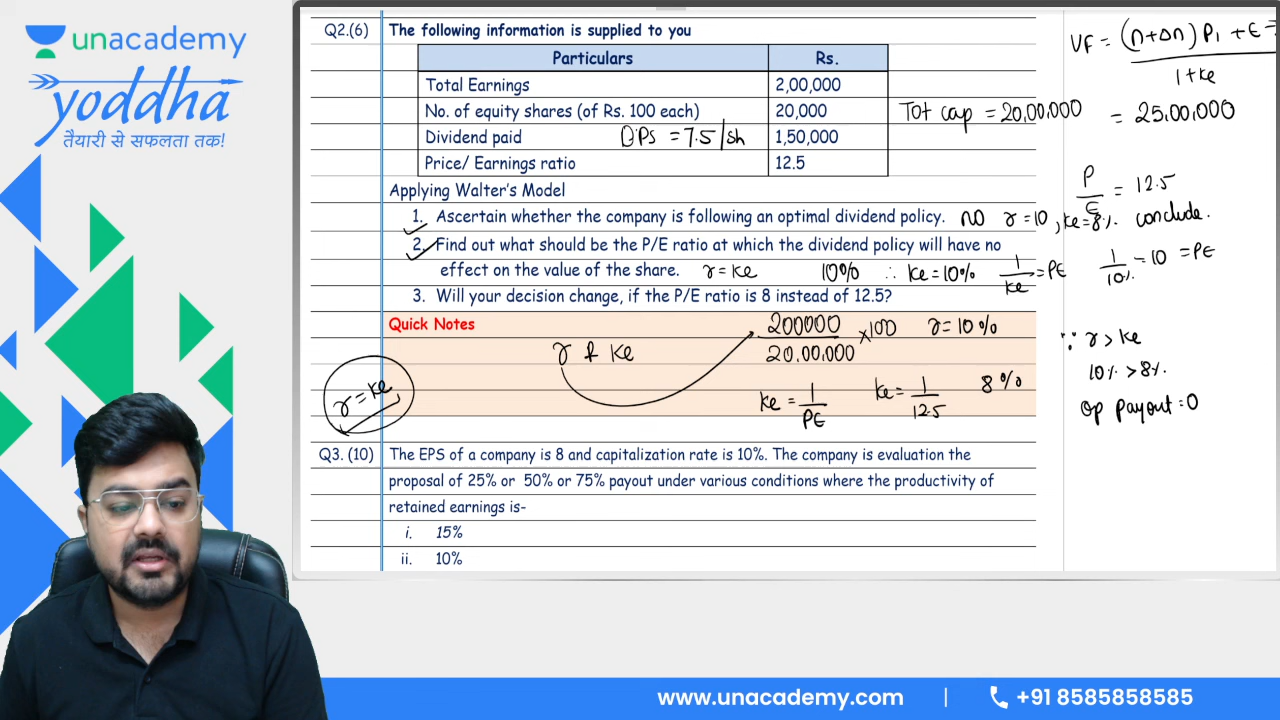 unacademy
yoddha
तैयारी से सफलता तक!
Q2.(6) The following information is supplied to you
Particulars Rs.
Total Earnings 2,00,000
No. of equity shares (of Rs. 100 each) 20,000 Tot cap = 20,00,000
Dividend paid DPS = 7.5/sh 1,50,000
Price/ Earnings ratio 12.5
Applying Walter's Model
1. Ascertain whether the company is following an optimal dividend policy. no r = 10, ke = 8% conclude.
2. Find out what should be the P/E ratio at which the dividend policy will have no
effect on the value of the share. r = ke 10% ∴ ke = 10% 1/ke = PE
3. Will your decision change, if the P/E ratio is 8 instead of 12.5?
Quick Notes
r & ke
200000 / 20,00,000 × 100 r = 10%
r = ke
ke = 1/PE ke = 1/12.5 8%
VF = (n+Δn) P1 + E - / 1+ke
= 25,00,000
P/E = 12.5
1/10% = 10 = PE
∵ r > ke
10% > 8%.
op payout = 0
Q3. (10) The EPS of a company is 8 and capitalization rate is 10%. The company is evaluation the
proposal of 25% or 50% or 75% payout under various conditions where the productivity of
retained earnings is-
i. 15%
ii. 10%
www.unacademy.com | +91 8585858585